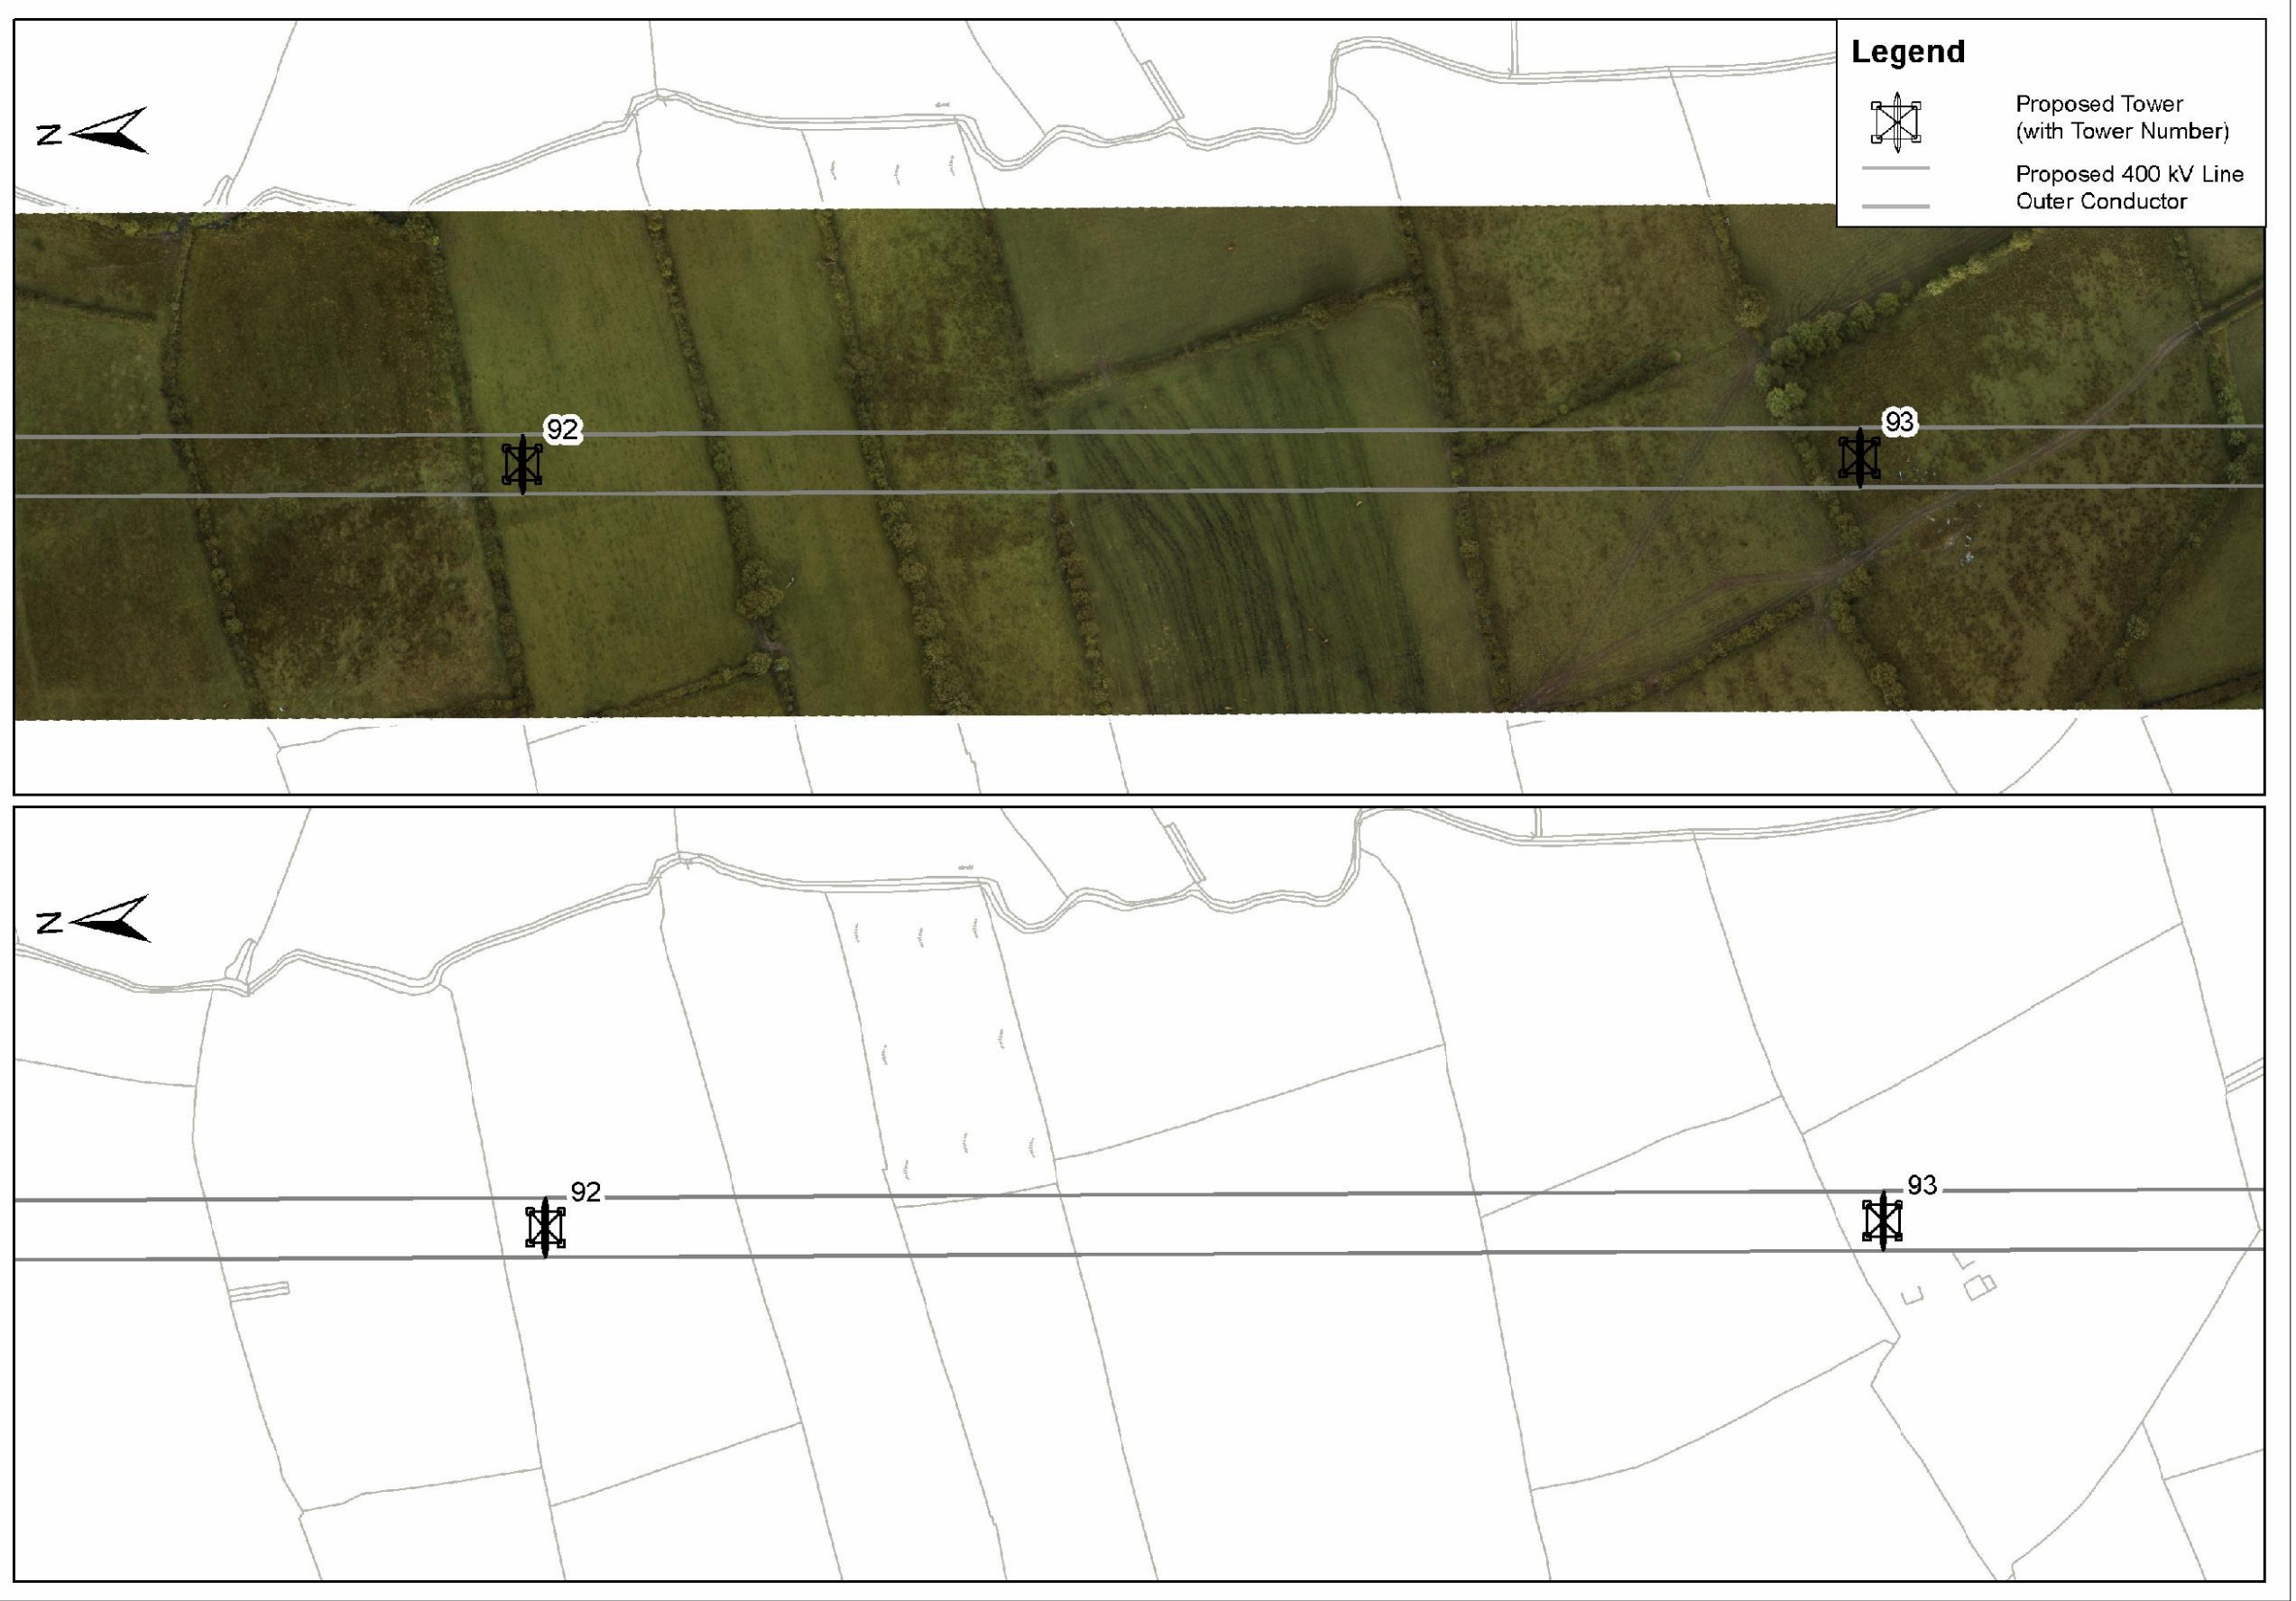 Legend
Proposed Tower
(with Tower Number)
Proposed 400 kV Line
Outer Conductor
N
92
93
N
92
93